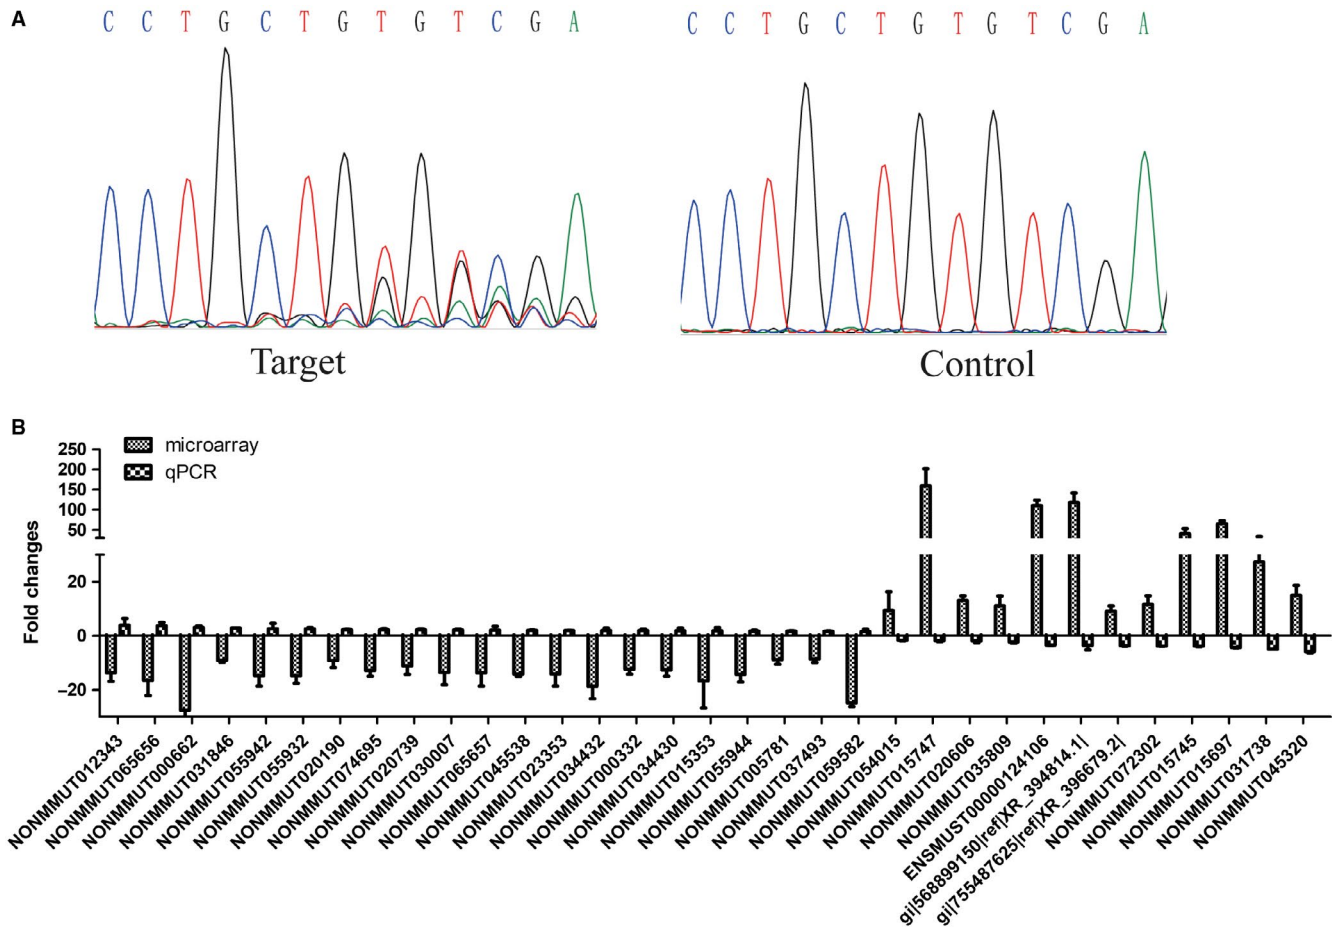 A
C C T G C T G T G T C G A
C C T G C T G T G T C G A
Target
Control
B
microarray
qPCR
Fold changes
250
200
150
100
50
20
0
−20
NONMMUT012343
NONMMUT065656
NONMMUT000662
NONMMUT031846
NONMMUT055942
NONMMUT055932
NONMMUT020190
NONMMUT074695
NONMMUT020739
NONMMUT030007
NONMMUT065657
NONMMUT045538
NONMMUT023353
NONMMUT034432
NONMMUT000332
NONMMUT034430
NONMMUT015353
NONMMUT055944
NONMMUT005781
NONMMUT037493
NONMMUT059582
NONMMUT054015
NONMMUT015747
NONMMUT020606
NONMMUT035809
ENSMUST00000124106
gi|568899150|ref|XR_394814.1|
gi|755487625|ref|XR_396679.2|
NONMMUT072302
NONMMUT015745
NONMMUT015697
NONMMUT031738
NONMMUT045320